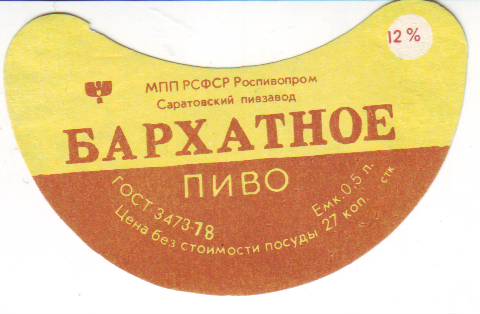 12 %
МПП РСФСР Роспивопром
Саратовский пивзавод
БАРХАТНОЕ
ПИВО
ГОСТ 3473-78
Емк. 0,5 л.
Цена без стоимости посуды 27 коп.
стк